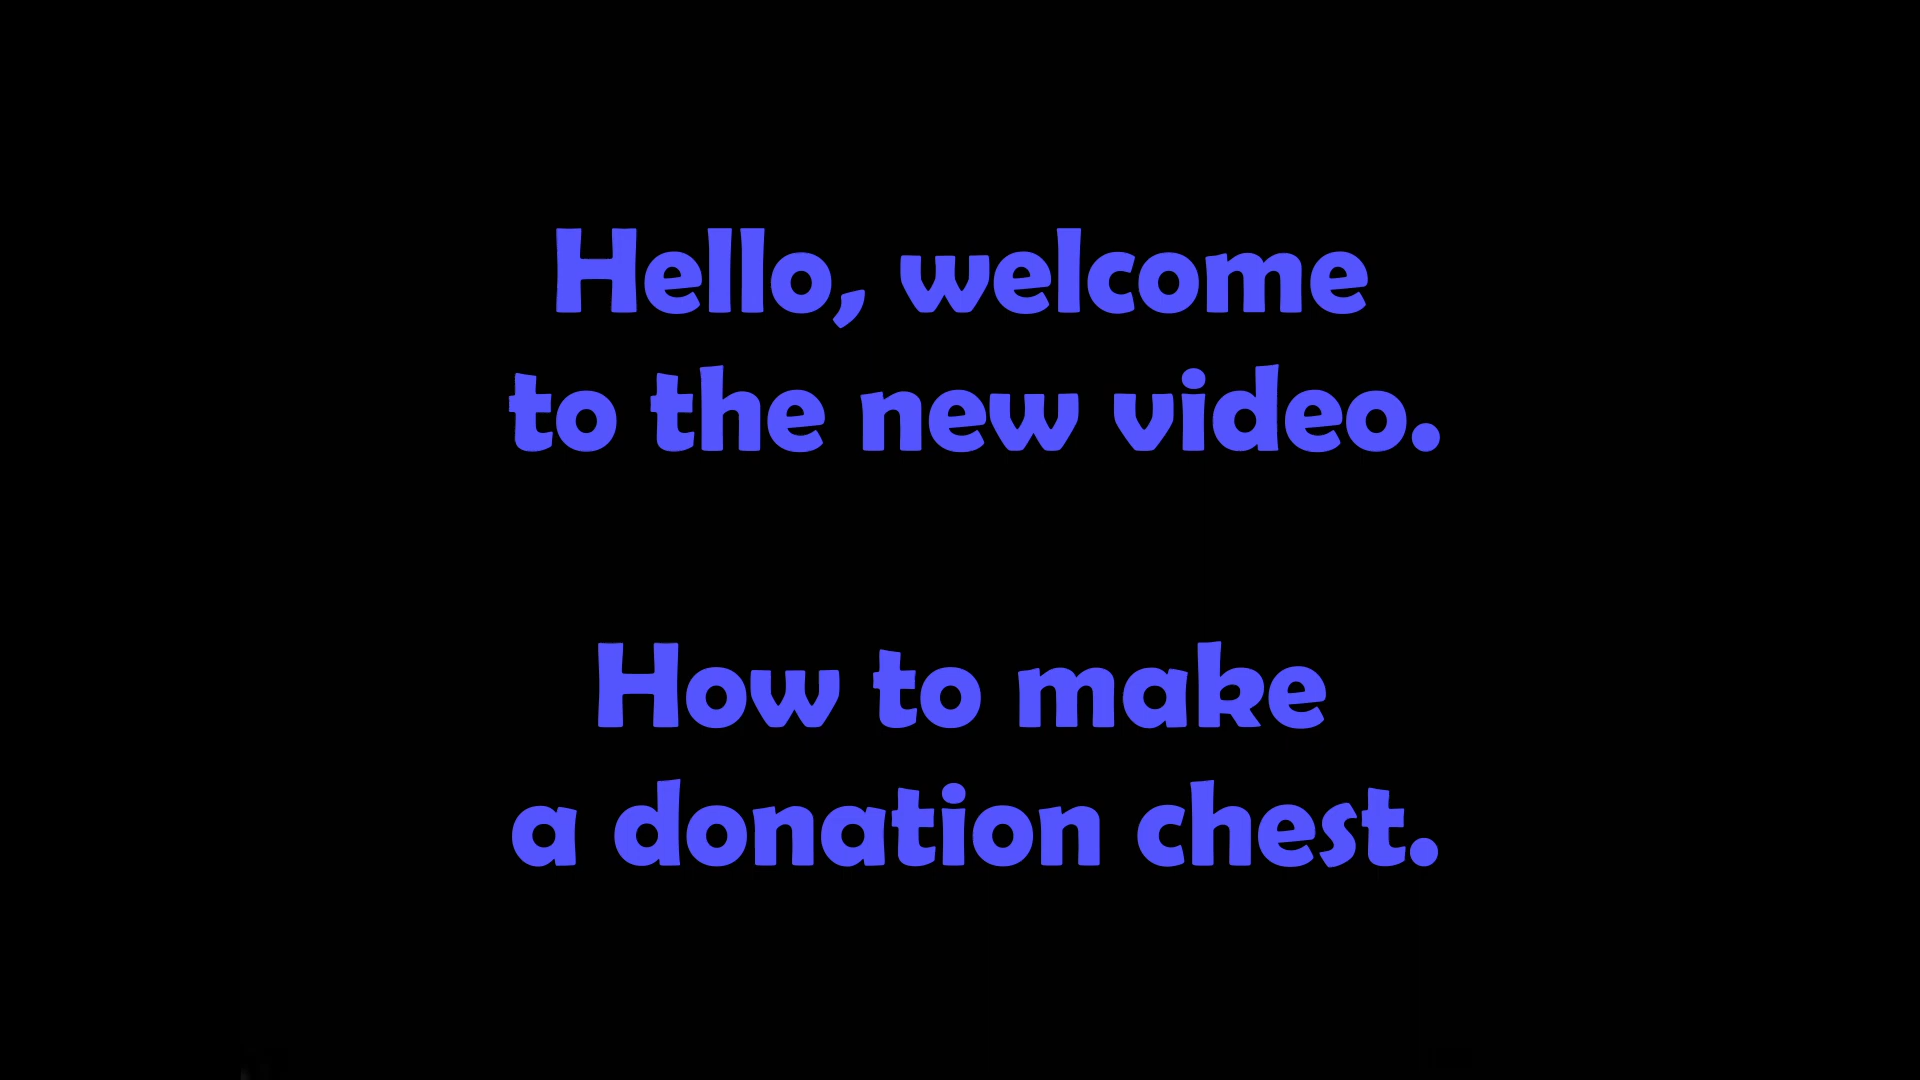 Hello, welcome
to the new video.
How to make
a donation chest.